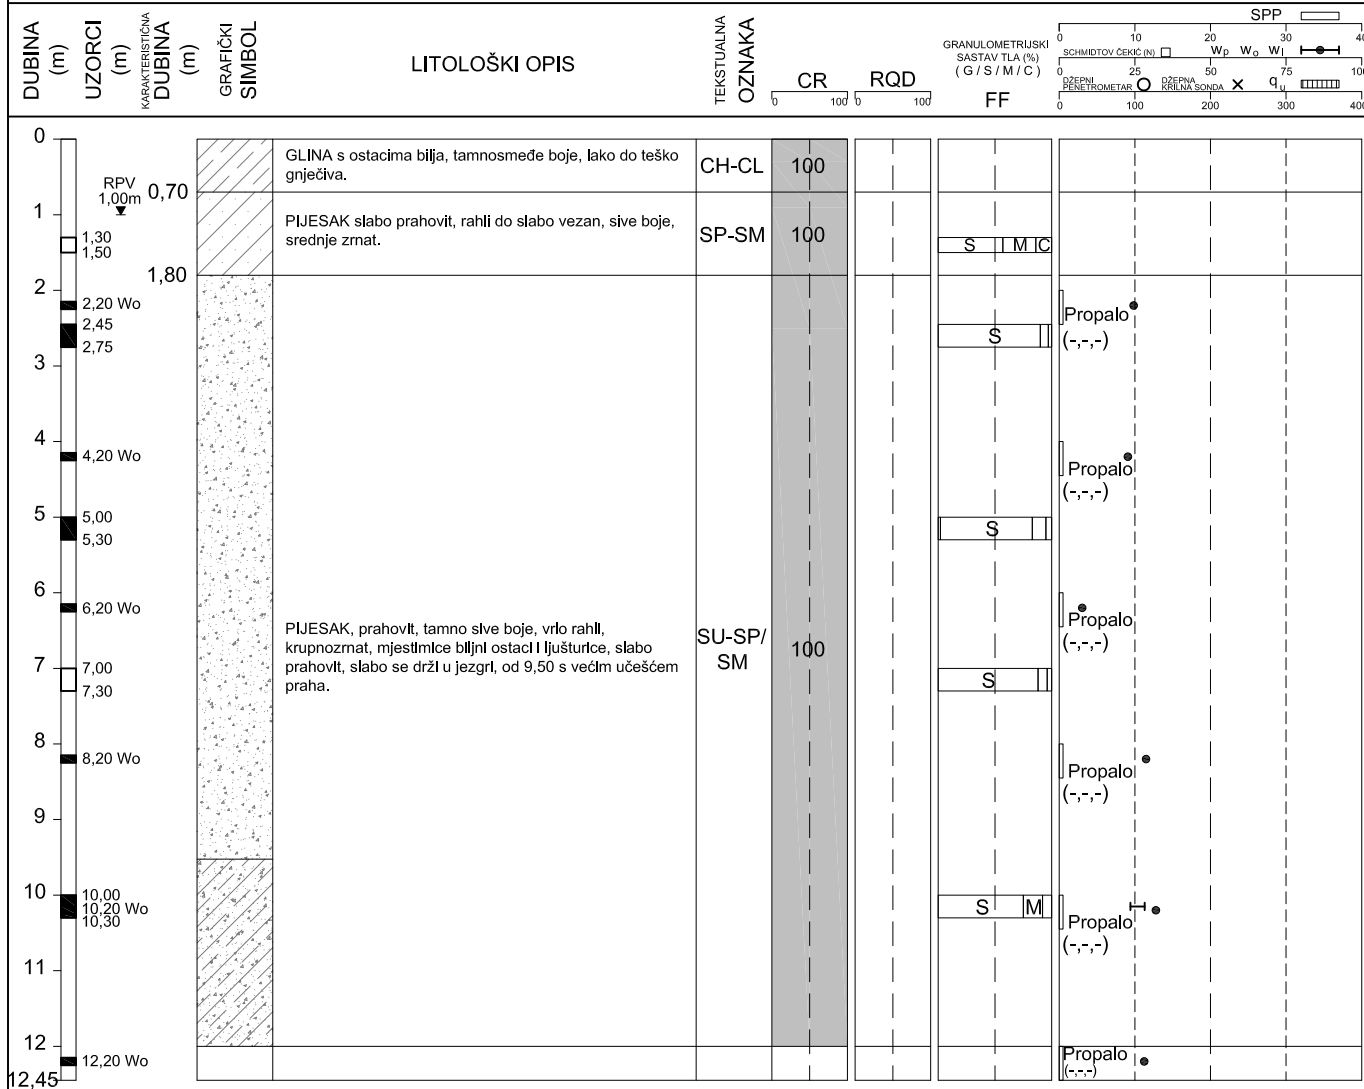 DUBINA (m)
UZORCI (m)
KARAKTERISTIČNA DUBINA (m)
GRAFIČKI SIMBOL
LITOLOŠKI OPIS
TEKSTUALNA OZNAKA
CR
0 100
RQD
0 100
GRANULOMETRIJSKI
SASTAV TLA (%)
( G / S / M / C )
FF
SPP
0 10 20 30 40
SCHMIDTOV ČEKIĆ (N) Wp Wo Wl
0 25 50 75 100
DŽEPNI PENETROMETAR DŽEPNA KRILNA SONDA qu
0 100 200 300 400
0
GLINA s ostacima bilja, tamnosmeđe boje, lako do teško
gnječiva.
CH-CL
100
RPV
1,00m
0,70
1
1,30
1,50
PIJESAK slabo prahovit, rahli do slabo vezan, sive boje,
srednje zrnat.
SP-SM
100
S M C
1,80
2
2,20 Wo
Propalo
(-,-,-)
2,45
2,75
S
3
4
4,20 Wo
Propalo
(-,-,-)
5
5,00
5,30
S
6
6,20 Wo
Propalo
(-,-,-)
PIJESAK, prahovit, tamno sive boje, vrlo rahli,
krupnozrnat, mjestimice biljni ostaci i ljušturice, slabo
prahovit, slabo se drži u jezgri, od 9,50 s većim učešćem
praha.
SU-SP/
SM
100
7
7,00
7,30
S
8
8,20 Wo
Propalo
(-,-,-)
9
10
10,00
10,20 Wo
10,30
S M
Propalo
(-,-,-)
11
12
12,20 Wo
Propalo
(-,-,-)
12,45